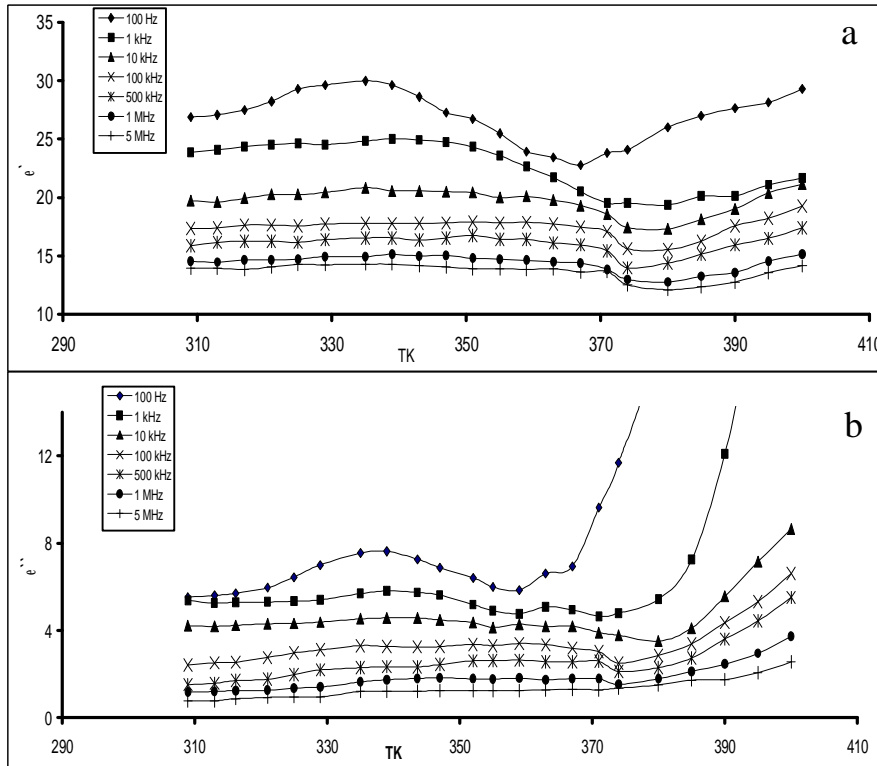 a
100 Hz
1 kHz
10 kHz
100 kHz
500 kHz
1 MHz
5 MHz
35
30
25
20
15
10
e`
290 310 330 350 370 390 410
TK
b
100 Hz
1 kHz
10 kHz
100 kHz
500 kHz
1 MHz
5 MHz
12
8
4
0
e``
290 310 330 350 370 390 410
TK